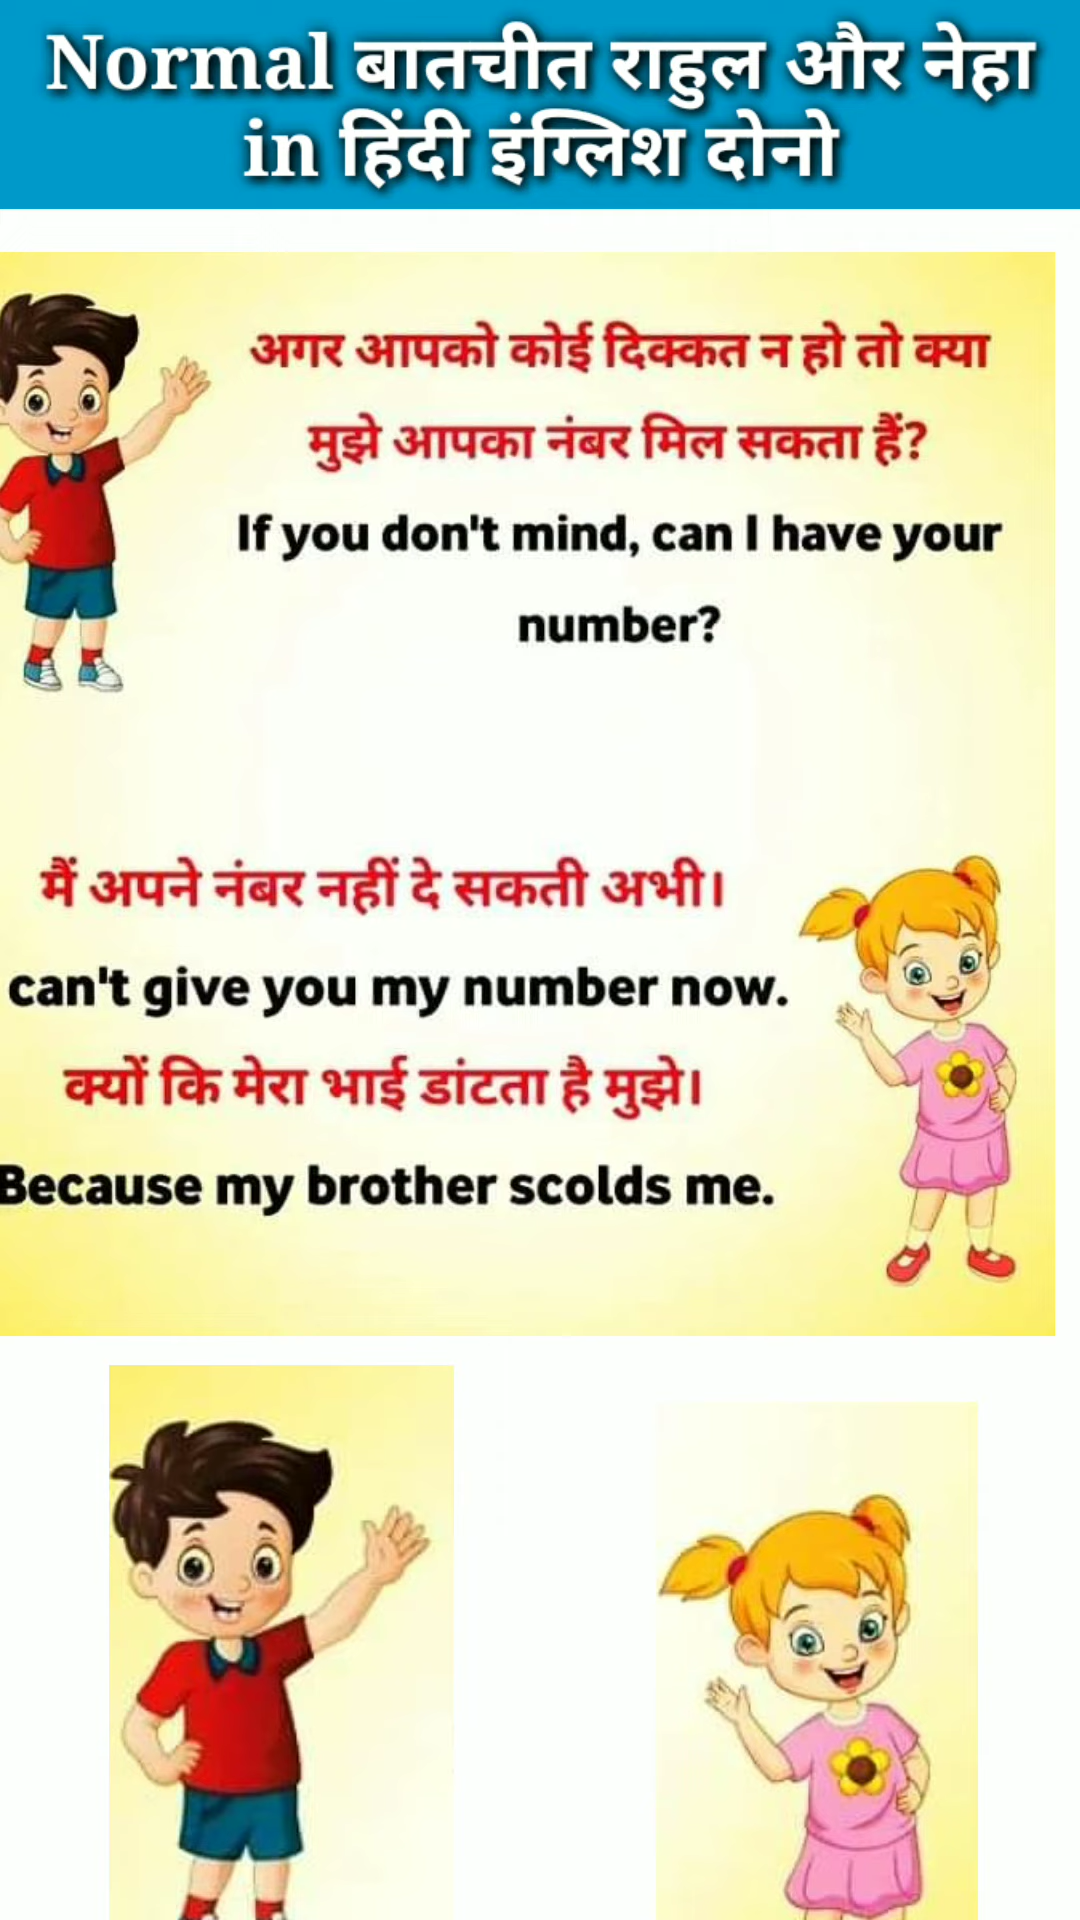 Normal बातचीत राहुल और नेहा
in हिंदी इंग्लिश दोनो
अगर आपको कोई दिक्कत न हो तो क्या
मुझे आपका नंबर मिल सकता हैं?
If you don't mind, can I have your
number?
मैं अपने नंबर नहीं दे सकती अभी।
can't give you my number now.
क्यों कि मेरा भाई डांटता है मुझे।
Because my brother scolds me.